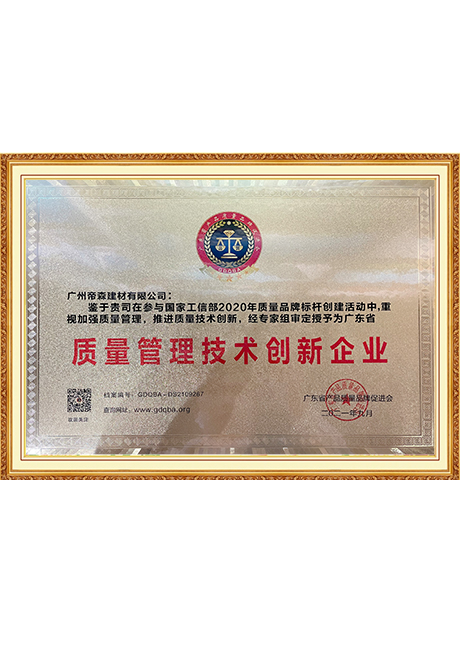 GDQBA
广州帝森建材有限公司：
鉴于贵司在参与国家工信部2020年质量品牌标杆创建活动中,重
视加强质量管理，推进质量技术创新，经专家组审定授予为广东省
质量管理技术创新企业
档案编号：GDQBA-DS2109267
查询网址：www.gdqba.org
广东省产品质量品牌促进会
二〇二一年九月